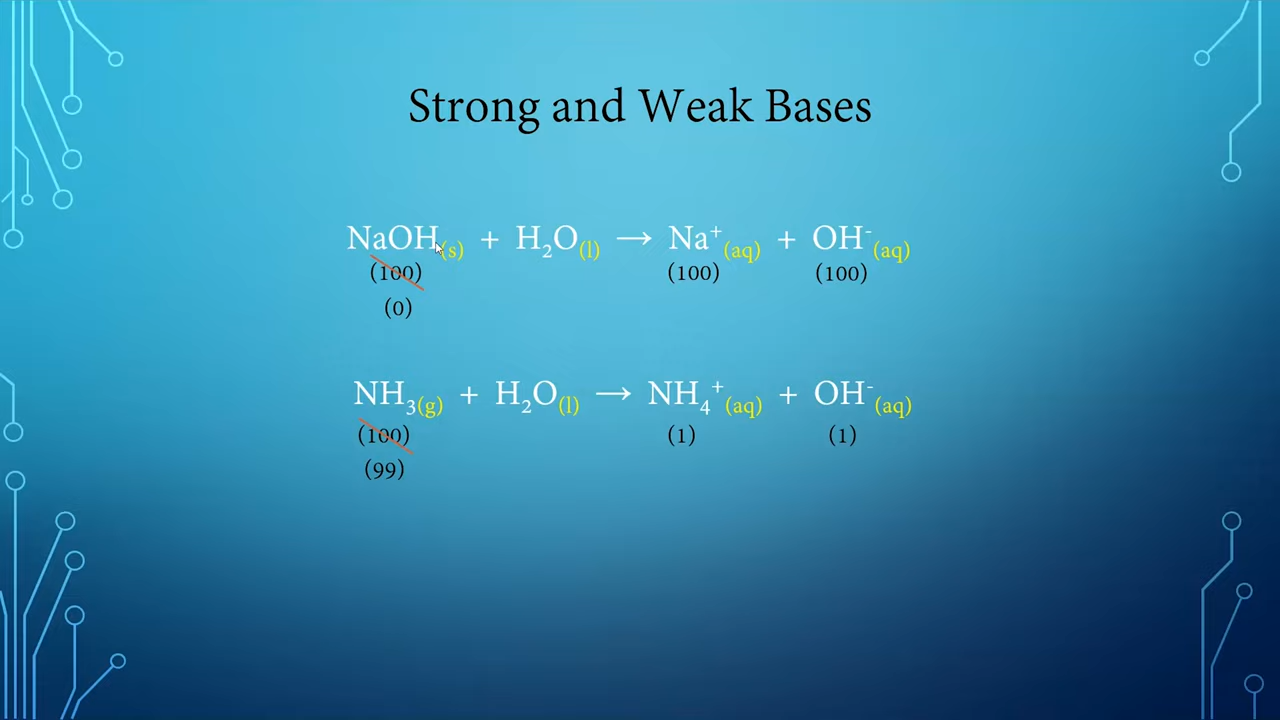 Strong and Weak Bases
NaOH(s) + H₂O(l) → Na⁺(aq) + OH⁻(aq)
(100) (100) (100)
(0)
NH₃(g) + H₂O(l) → NH₄⁺(aq) + OH⁻(aq)
(100) (1) (1)
(99)